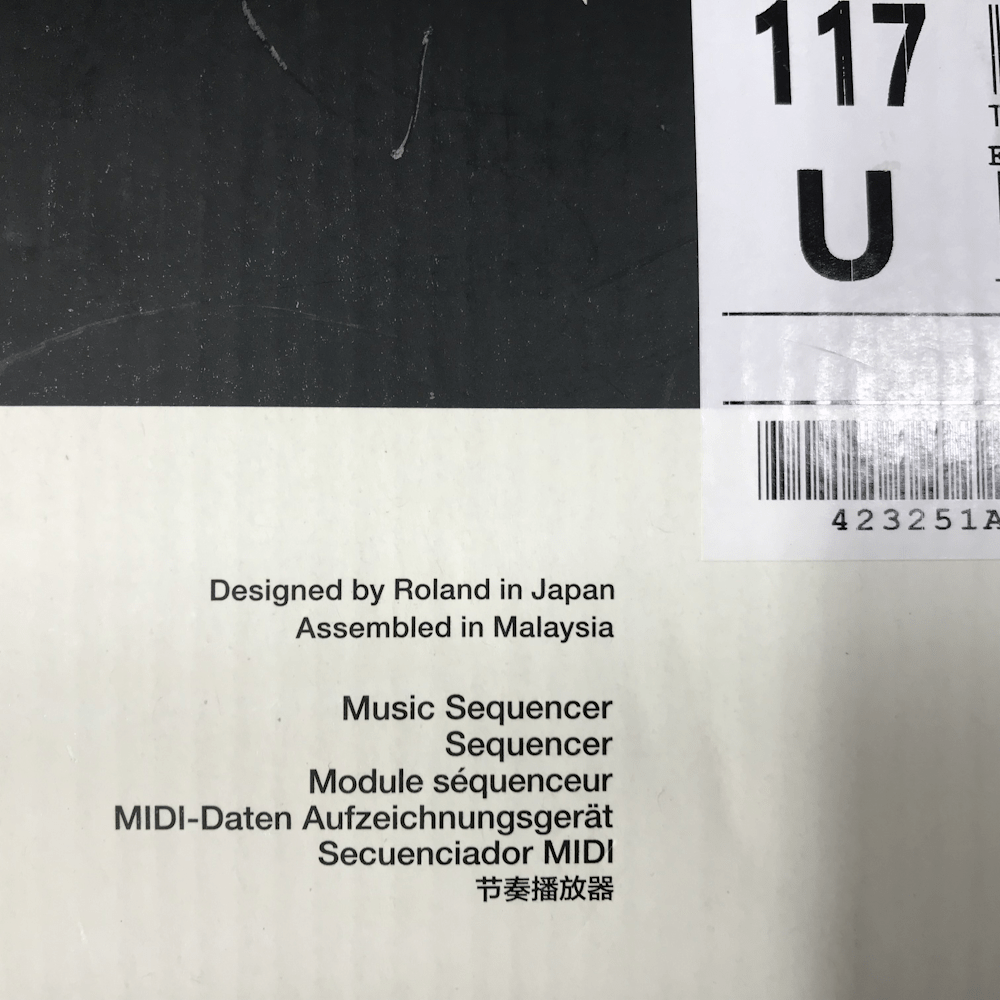 117
U
423251A
Designed by Roland in Japan
Assembled in Malaysia
Music Sequencer
Sequencer
Module séquenceur
MIDI-Daten Aufzeichnungsgerät
Secuenciador MIDI
节奏播放器